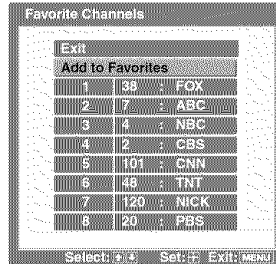 Favorite Channels
Exit
Add to Favorites
1 38 : FOX
2 7 : ABC
3 4 : NBC
4 2 : CBS
5 101 : CNN
6 48 : TNT
7 120 : NICK
8 20 : PBS
Select: Set: Exit: MENU